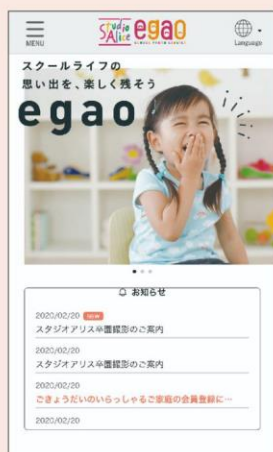 MENU
Studio Alice egao
Language
スクールライフの
思い出を、楽しく残そう
egao
お知らせ
2020/02/20 NEW
スタジオアリス卒園撮影のご案内
2020/02/20
スタジオアリス卒園撮影のご案内
2020/02/20
ごきょうだいのいらっしゃるご家庭の会員登録に…
2020/02/20